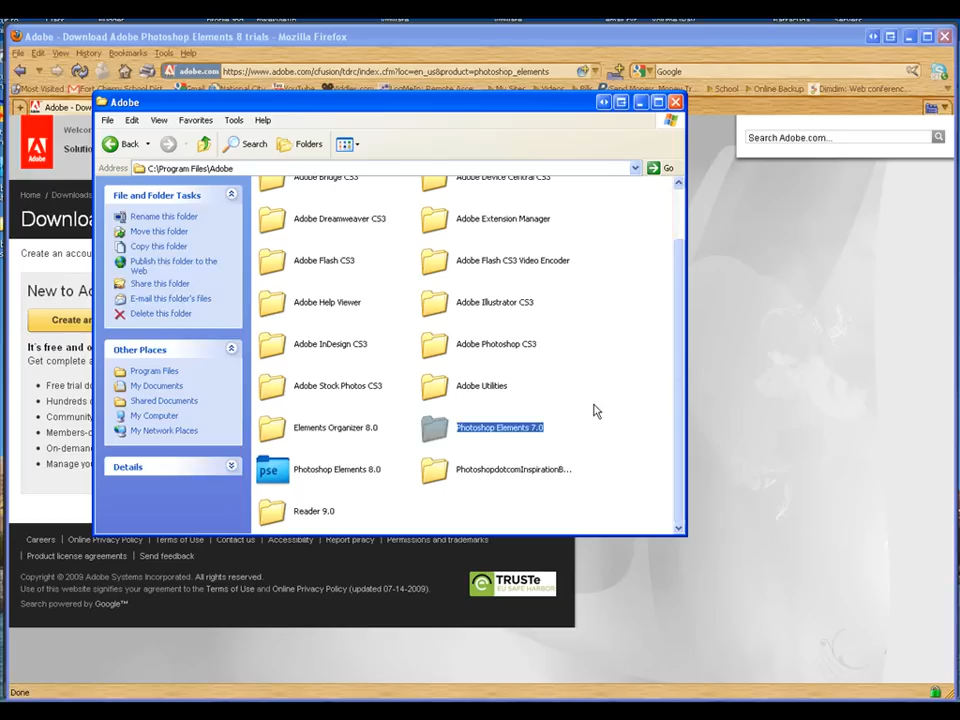 Adobe - Download Adobe Photoshop Elements 8 trials - Mozilla Firefox
File Edit View History Bookmarks Tools Help
adobe.com https://www.adobe.com/cfusion/tdrc/index.cfm?loc=en_us&product=photoshop_elements
Google
Most Visited
School
Online Backup
Adobe - Dow
Adobe
File Edit View Favorites Tools Help
Back Search Folders
Address C:\Program Files\Adobe Go
Adobe
Welcom
Solutio
Search Adobe.com...
Home / Downloads
Downl
Create an accou
New to Ad
Create an
It's free and o
Get complete a
Free trial do
Hundreds o
Community
Members-o
On-demand
Manage you
File and Folder Tasks
Rename this folder
Move this folder
Copy this folder
Publish this folder to the
Web
Share this folder
E-mail this folder's files
Delete this folder
Other Places
Program Files
My Documents
Shared Documents
My Computer
My Network Places
Details
Adobe Bridge CS3 Adobe Device Central CS3
Adobe Dreamweaver CS3 Adobe Extension Manager
Adobe Flash CS3 Adobe Flash CS3 Video Encoder
Adobe Help Viewer Adobe Illustrator CS3
Adobe InDesign CS3 Adobe Photoshop CS3
Adobe Stock Photos CS3 Adobe Utilities
Elements Organizer 8.0 Photoshop Elements 7.0
pse Photoshop Elements 8.0 PhotoshopdotcomInspirationB...
Reader 9.0
Careers Online Privacy Policy Terms of Use Contact us Accessibility Report piracy Permissions and trademarks
Product license agreements Send feedback
Copyright © 2009 Adobe Systems Incorporated. All rights reserved.
Use of this website signifies your agreement to the Terms of Use and Online Privacy Policy (updated 07-14-2009).
Search powered by Google™
TRUSTe
EU SAFE HARBOR
Done